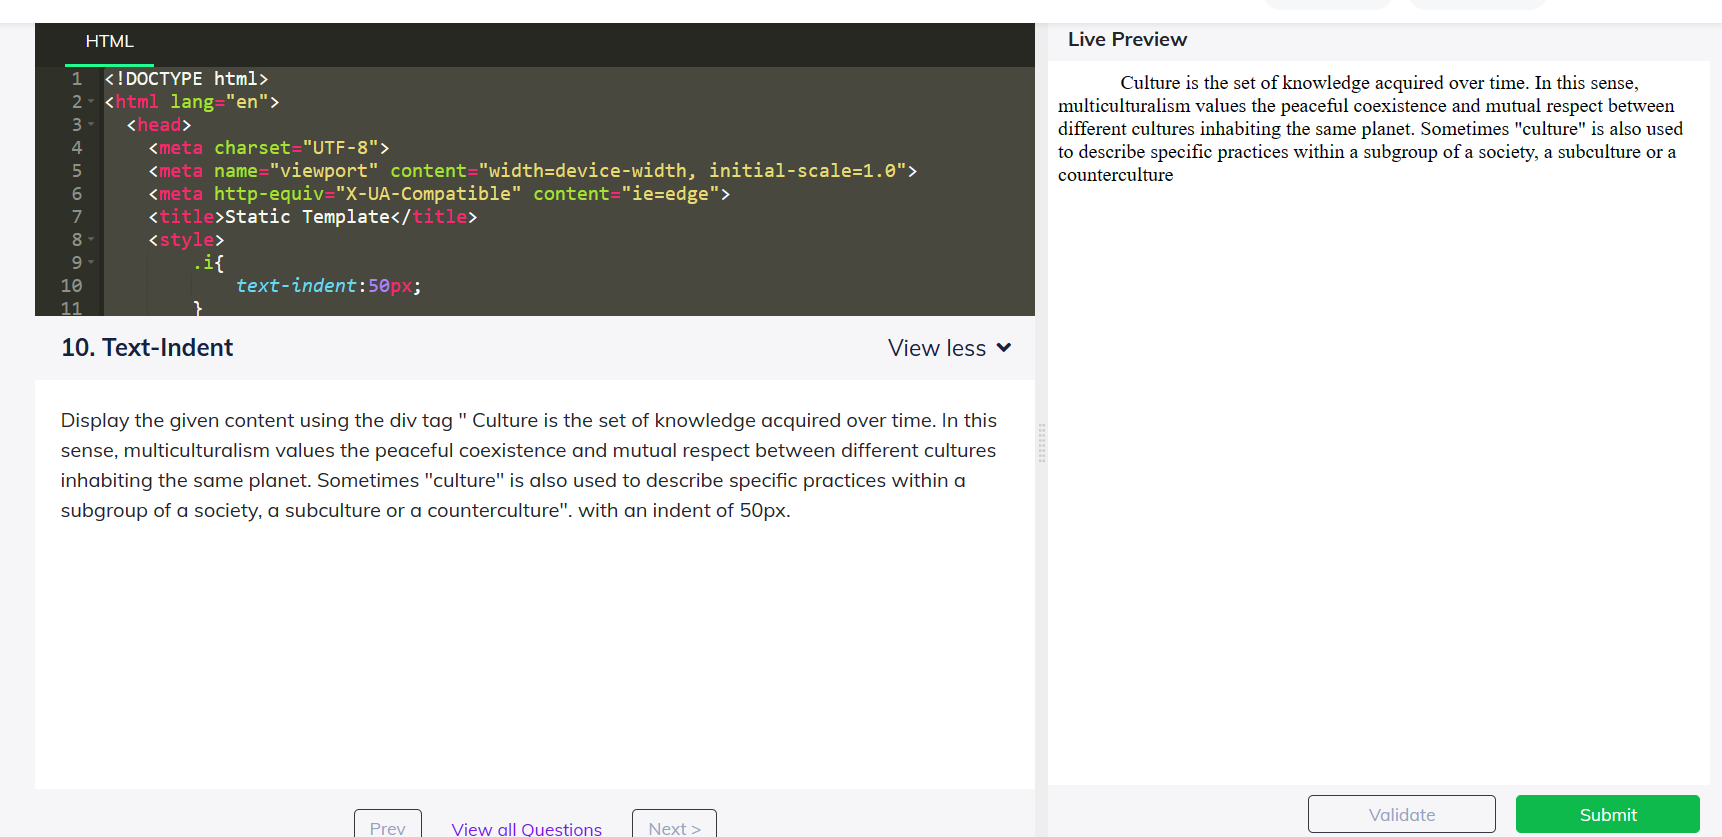 HTML
1 <!DOCTYPE html>
2 <html lang="en">
3 <head>
4 <meta charset="UTF-8">
5 <meta name="viewport" content="width=device-width, initial-scale=1.0">
6 <meta http-equiv="X-UA-Compatible" content="ie=edge">
7 <title>Static Template</title>
8 <style>
9 .i{
10 text-indent:50px;
11 }
10. Text-Indent
View less
Display the given content using the div tag " Culture is the set of knowledge acquired over time. In this
sense, multiculturalism values the peaceful coexistence and mutual respect between different cultures
inhabiting the same planet. Sometimes "culture" is also used to describe specific practices within a
subgroup of a society, a subculture or a counterculture". with an indent of 50px.
Prev
View all Questions
Next >
Live Preview
Culture is the set of knowledge acquired over time. In this sense,
multiculturalism values the peaceful coexistence and mutual respect between
different cultures inhabiting the same planet. Sometimes "culture" is also used
to describe specific practices within a subgroup of a society, a subculture or a
counterculture
Validate
Submit